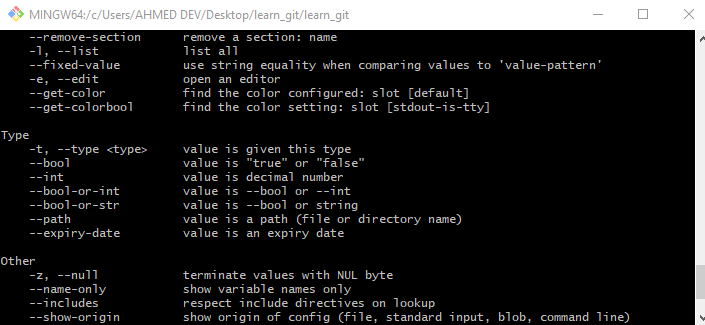 MINGW64:/c/Users/AHMED DEV/Desktop/learn_git/learn_git
--remove-section      remove a section: name
-l, --list            list all
--fixed-value         use string equality when comparing values to 'value-pattern'
-e, --edit            open an editor
--get-color           find the color configured: slot [default]
--get-colorbool       find the color setting: slot [stdout-is-tty]
Type
-t, --type <type>     value is given this type
--bool                value is "true" or "false"
--int                 value is decimal number
--bool-or-int         value is --bool or --int
--bool-or-str         value is --bool or string
--path                value is a path (file or directory name)
--expiry-date         value is an expiry date
Other
-z, --null            terminate values with NUL byte
--name-only           show variable names only
--includes            respect include directives on lookup
--show-origin         show origin of config (file, standard input, blob, command line)